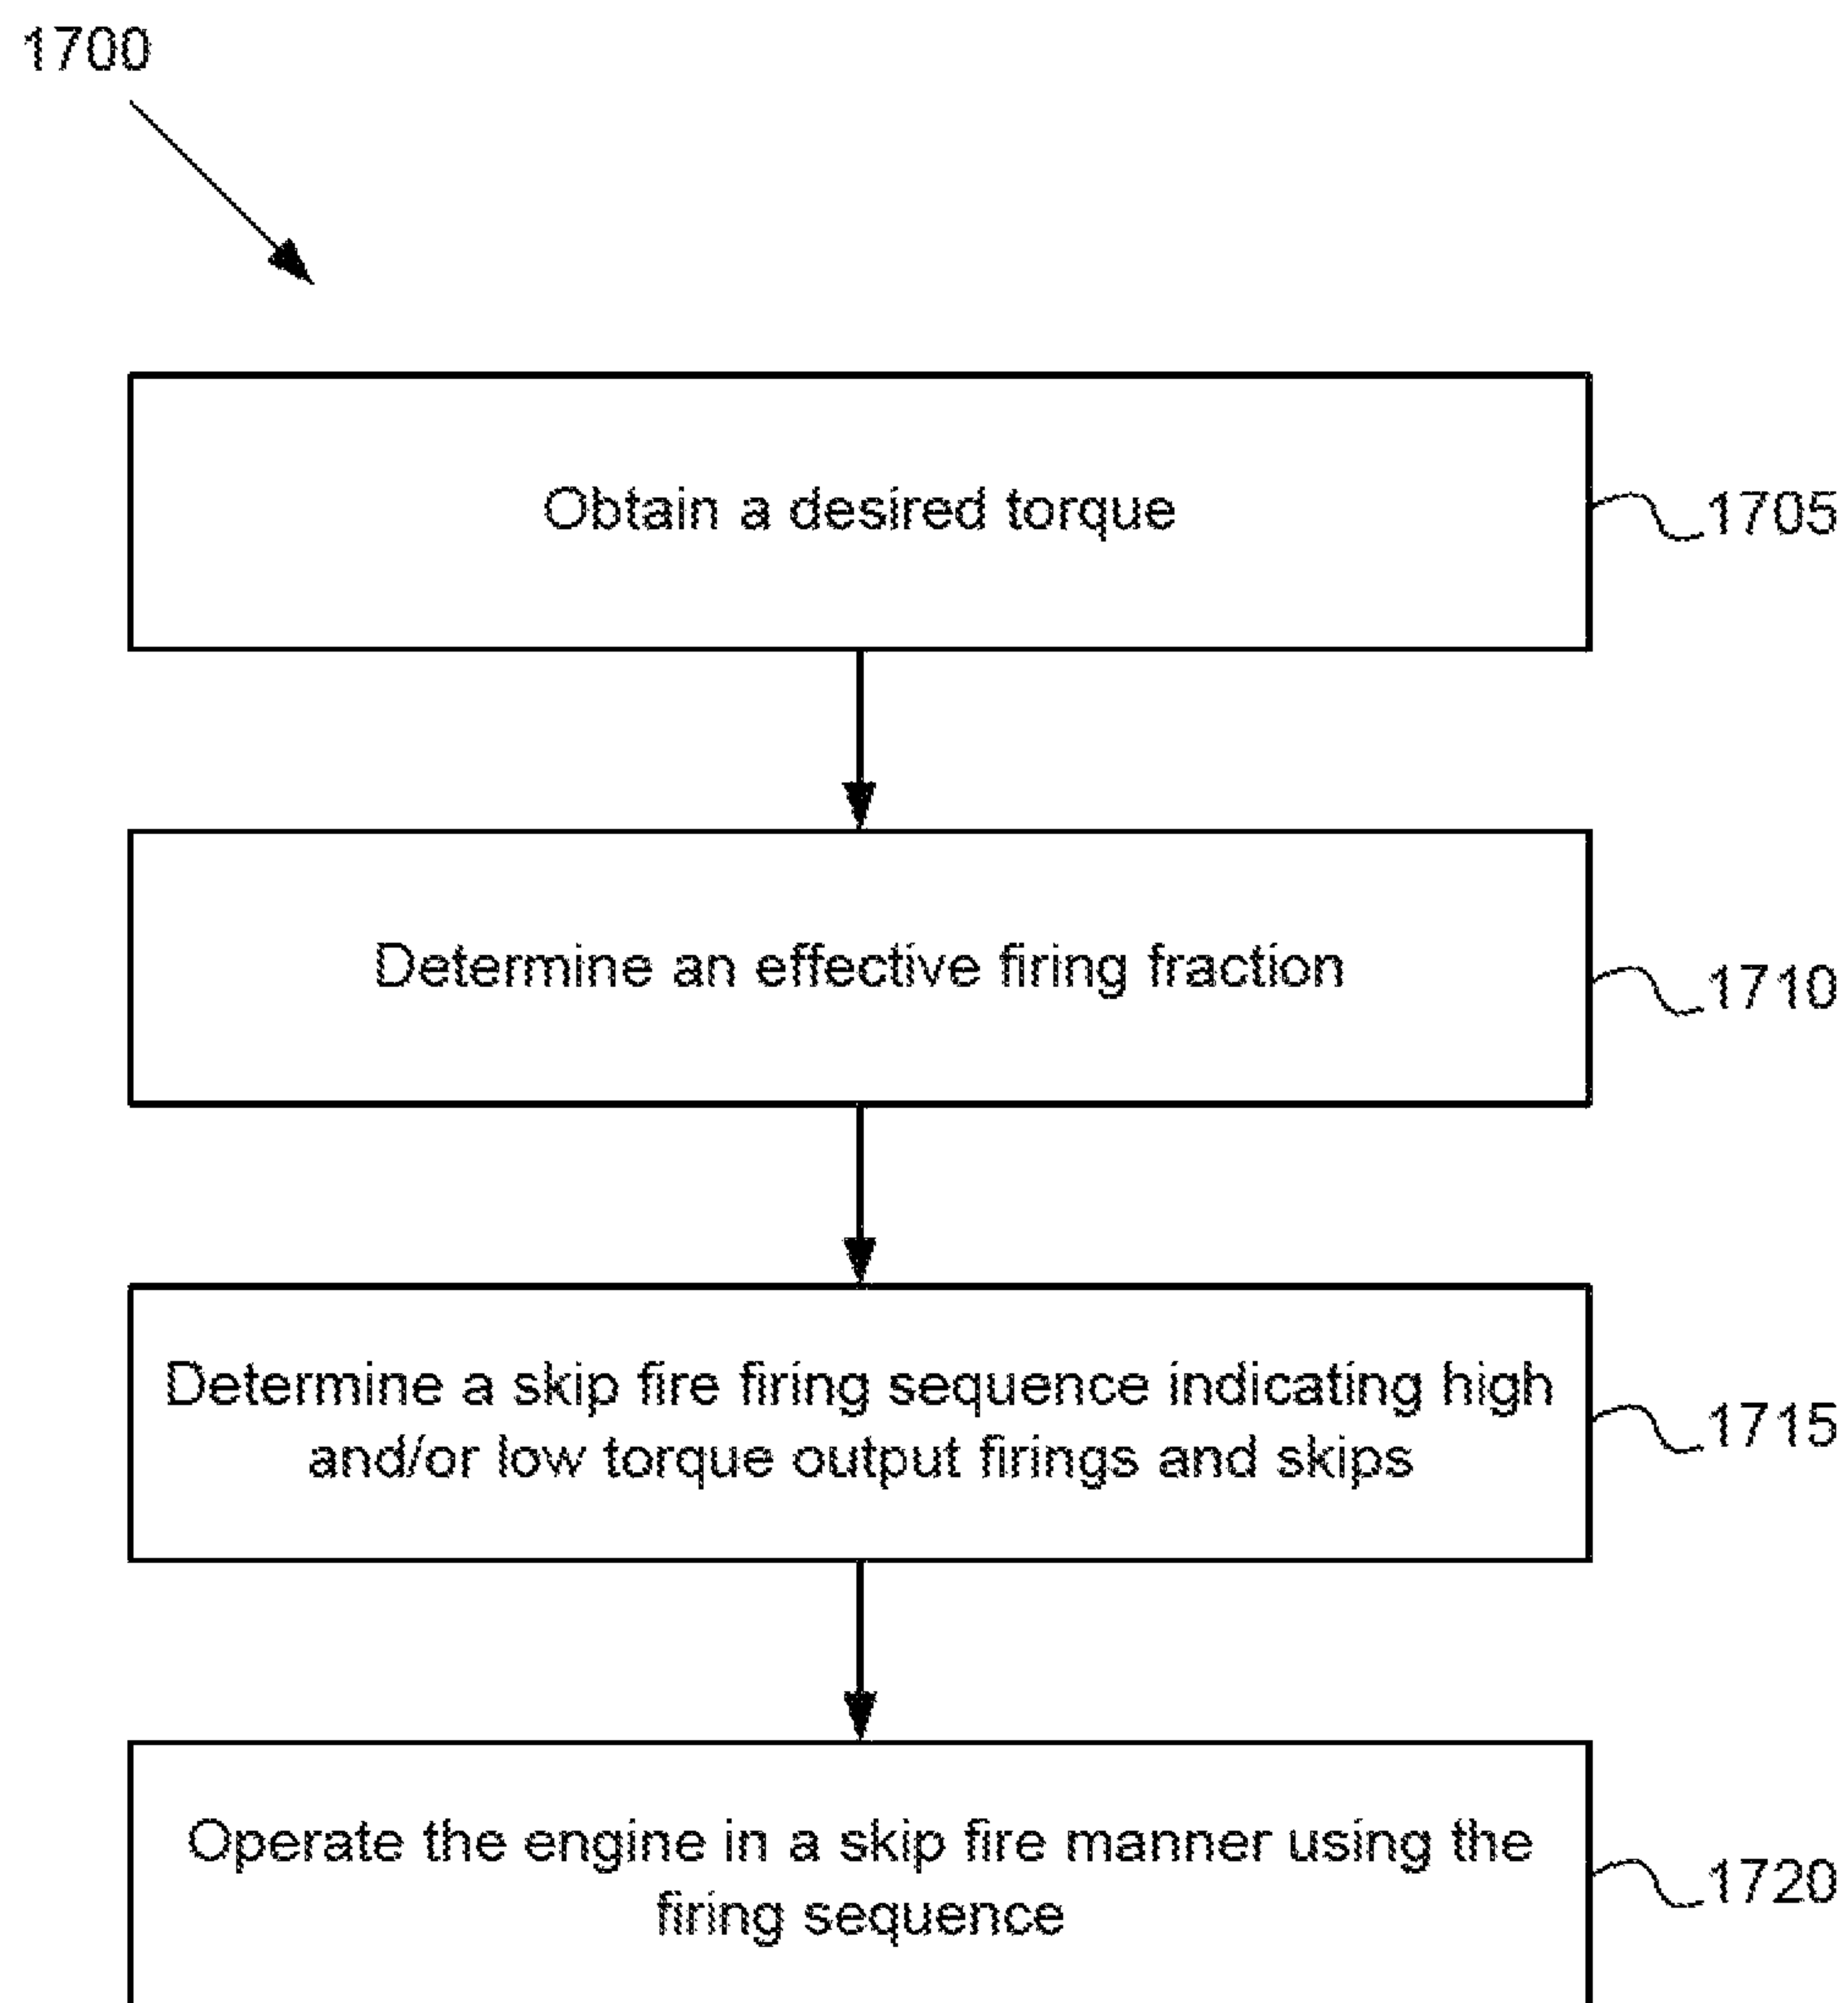 1700
Obtain a desired torque
1705
Determine an effective firing fraction
1710
Determine a skip fire firing sequence indicating high
and/or low torque output firings and skips
1715
Operate the engine in a skip fire manner using the
firing sequence
1720